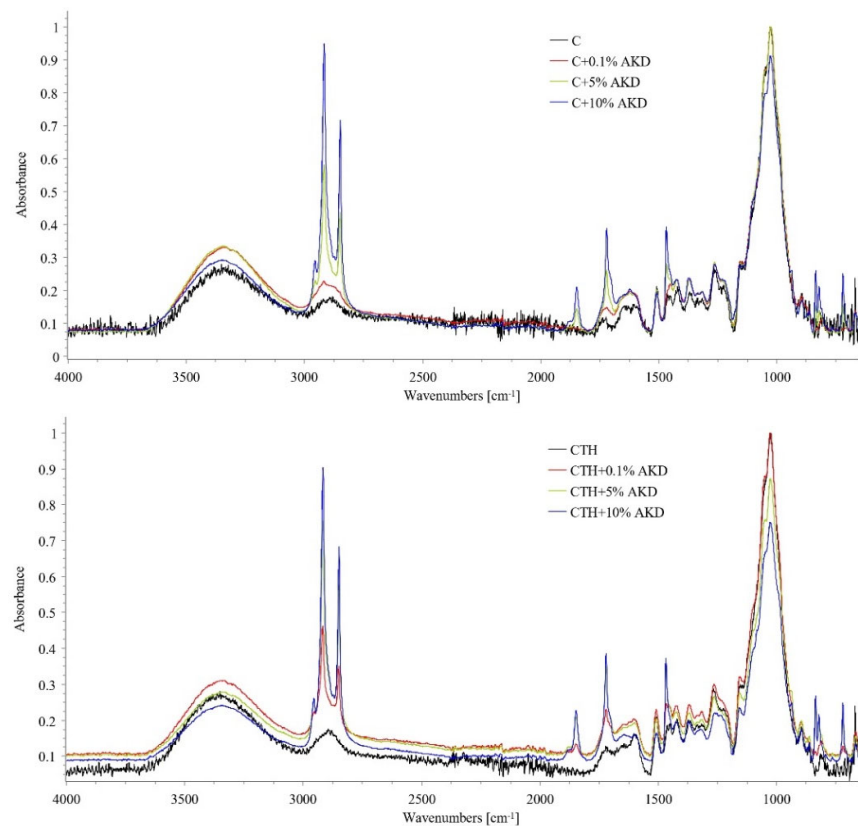 1
0.9
0.8
0.7
0.6
0.5
0.4
0.3
0.2
0.1
0
Absorbance
C
C+0.1% AKD
C+5% AKD
C+10% AKD
4000 3500 3000 2500 2000 1500 1000
Wavenumbers [cm-1]
1
0.9
0.8
0.7
0.6
0.5
0.4
0.3
0.2
0.1
Absorbance
CTH
CTH+0.1% AKD
CTH+5% AKD
CTH+10% AKD
4000 3500 3000 2500 2000 1500 1000
Wavenumbers [cm-1]